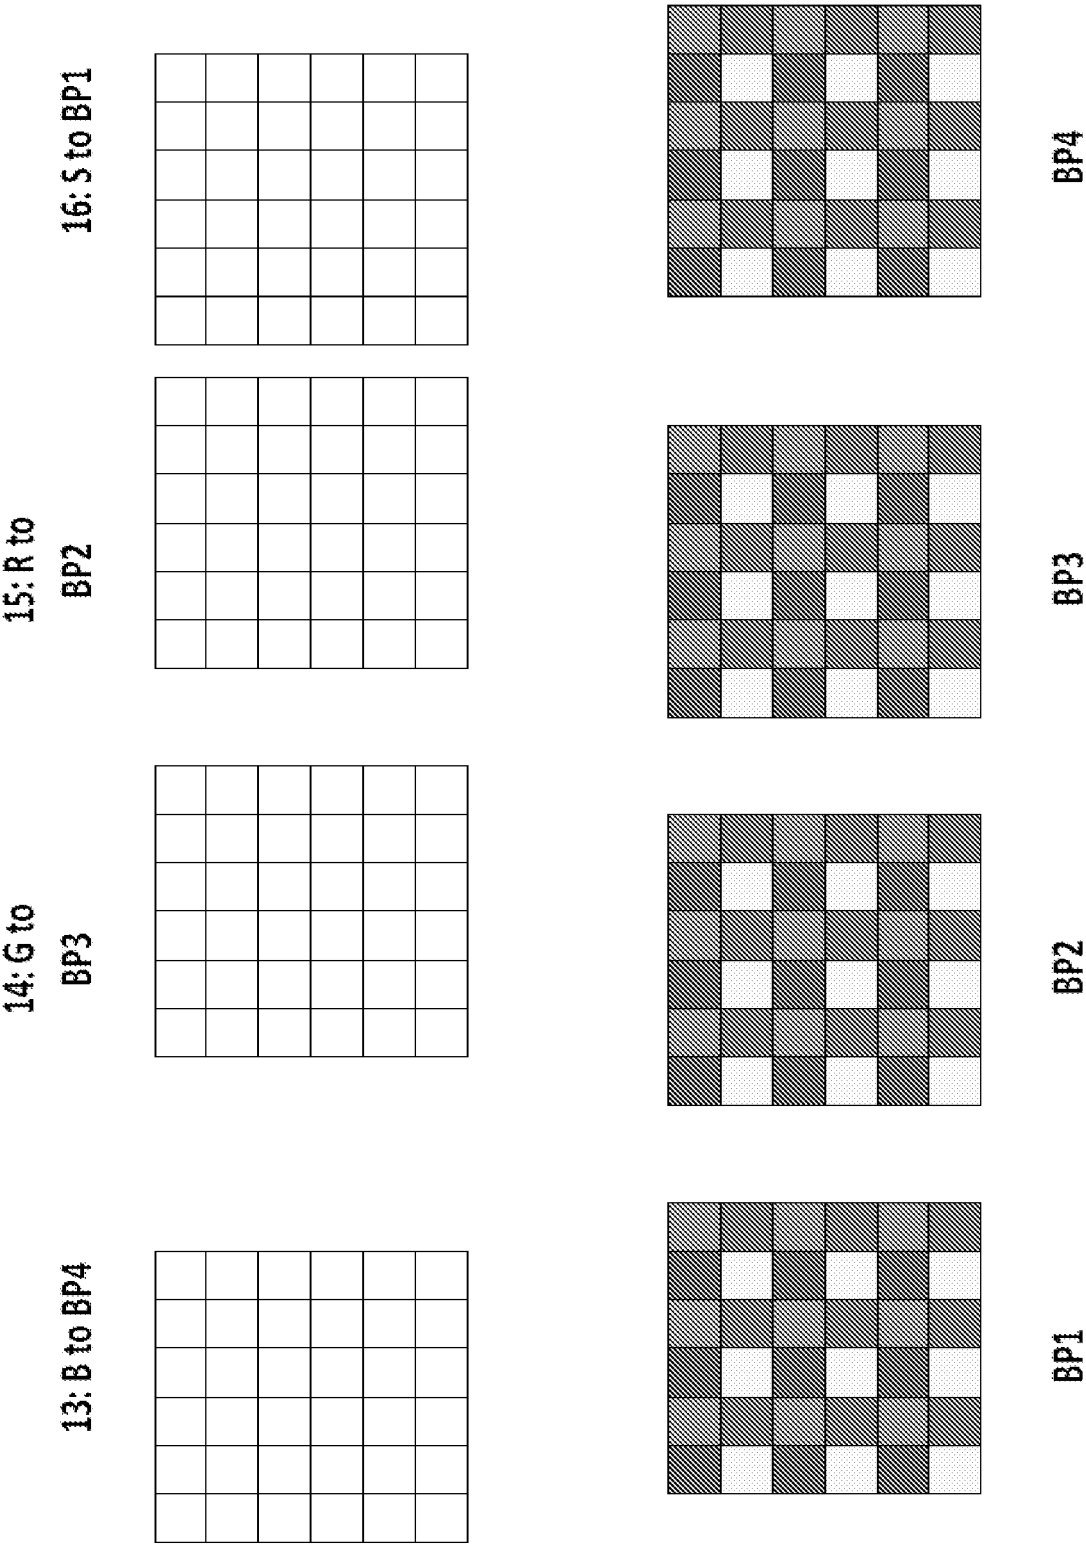 13: B to BP4
14: G to
BP3
15: R to
BP2
16: S to BP1
BP1
BP2
BP3
BP4